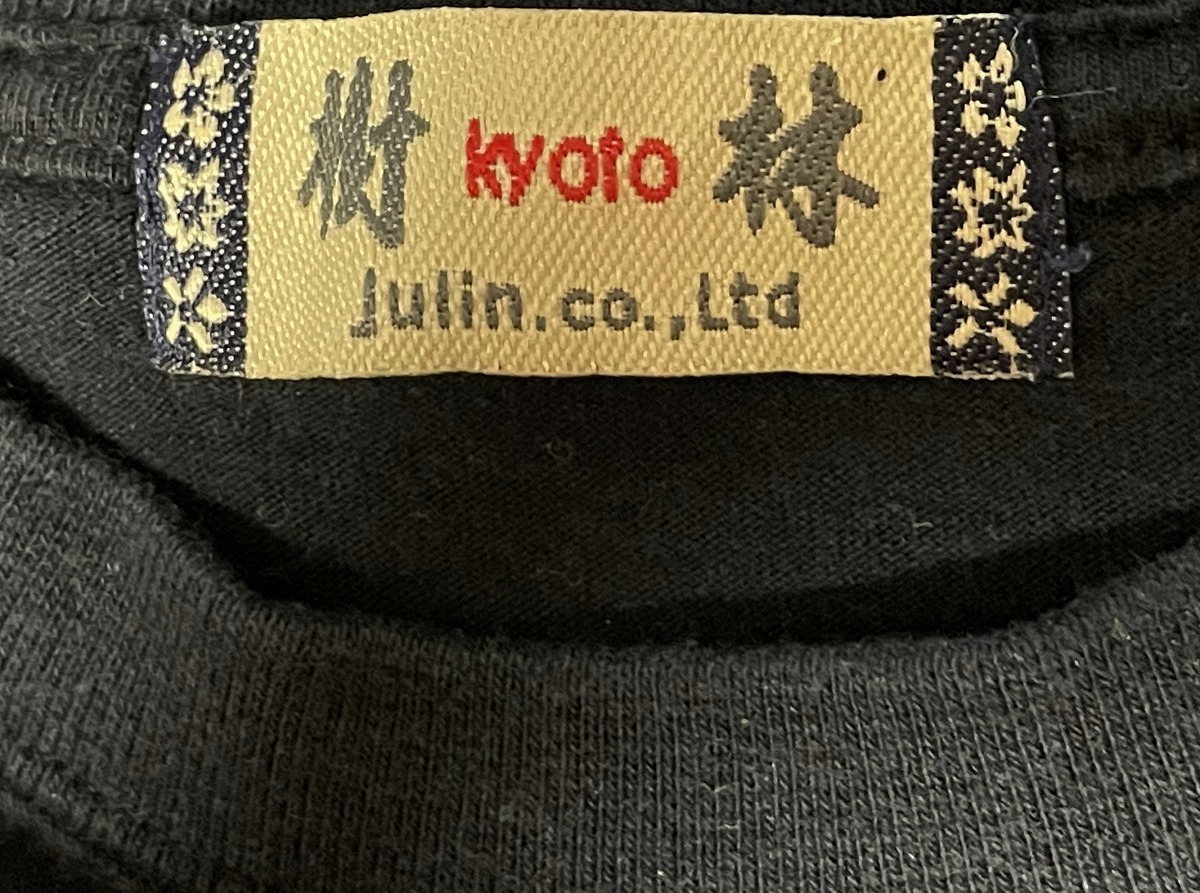 樹 kyoto 林
Julin.co.,Ltd